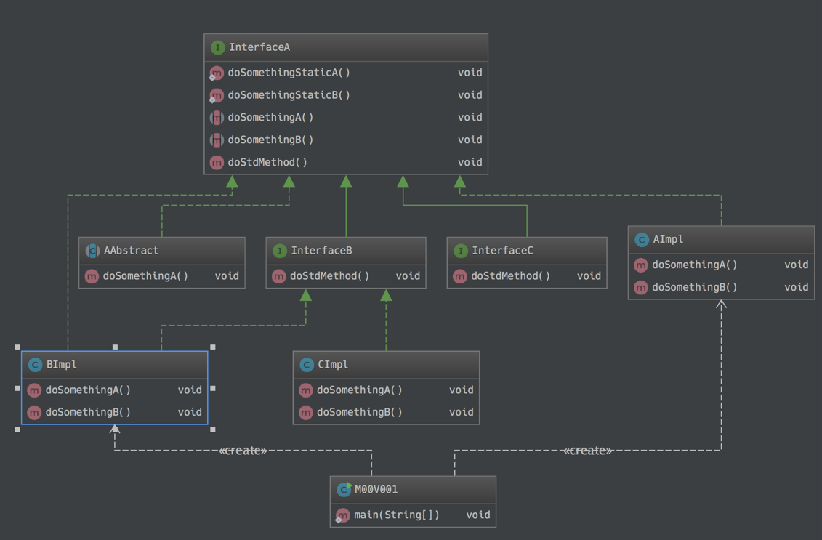 InterfaceA
doSomethingStaticA() void
doSomethingStaticB() void
doSomethingA() void
doSomethingB() void
doStdMethod() void
AAbstract
doSomethingA() void
InterfaceB
doStdMethod() void
InterfaceC
doStdMethod() void
AImpl
doSomethingA() void
doSomethingB() void
BImpl
doSomethingA() void
doSomethingB() void
CImpl
doSomethingA() void
doSomethingB() void
«create»
«create»
M00V001
main(String[]) void